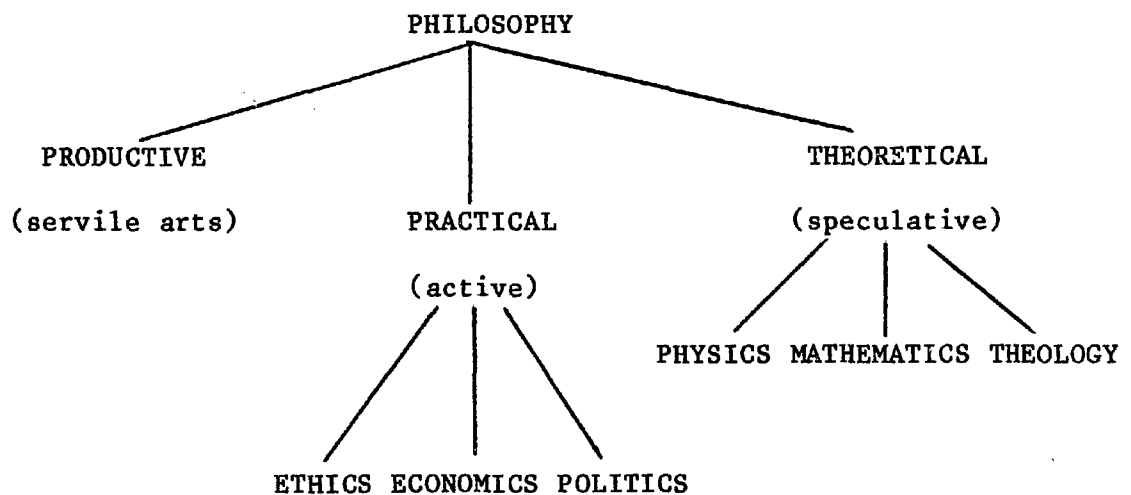 PHILOSOPHY
PRODUCTIVE
(servile arts)
PRACTICAL
(active)
ETHICS ECONOMICS POLITICS
THEORETICAL
(speculative)
PHYSICS MATHEMATICS THEOLOGY